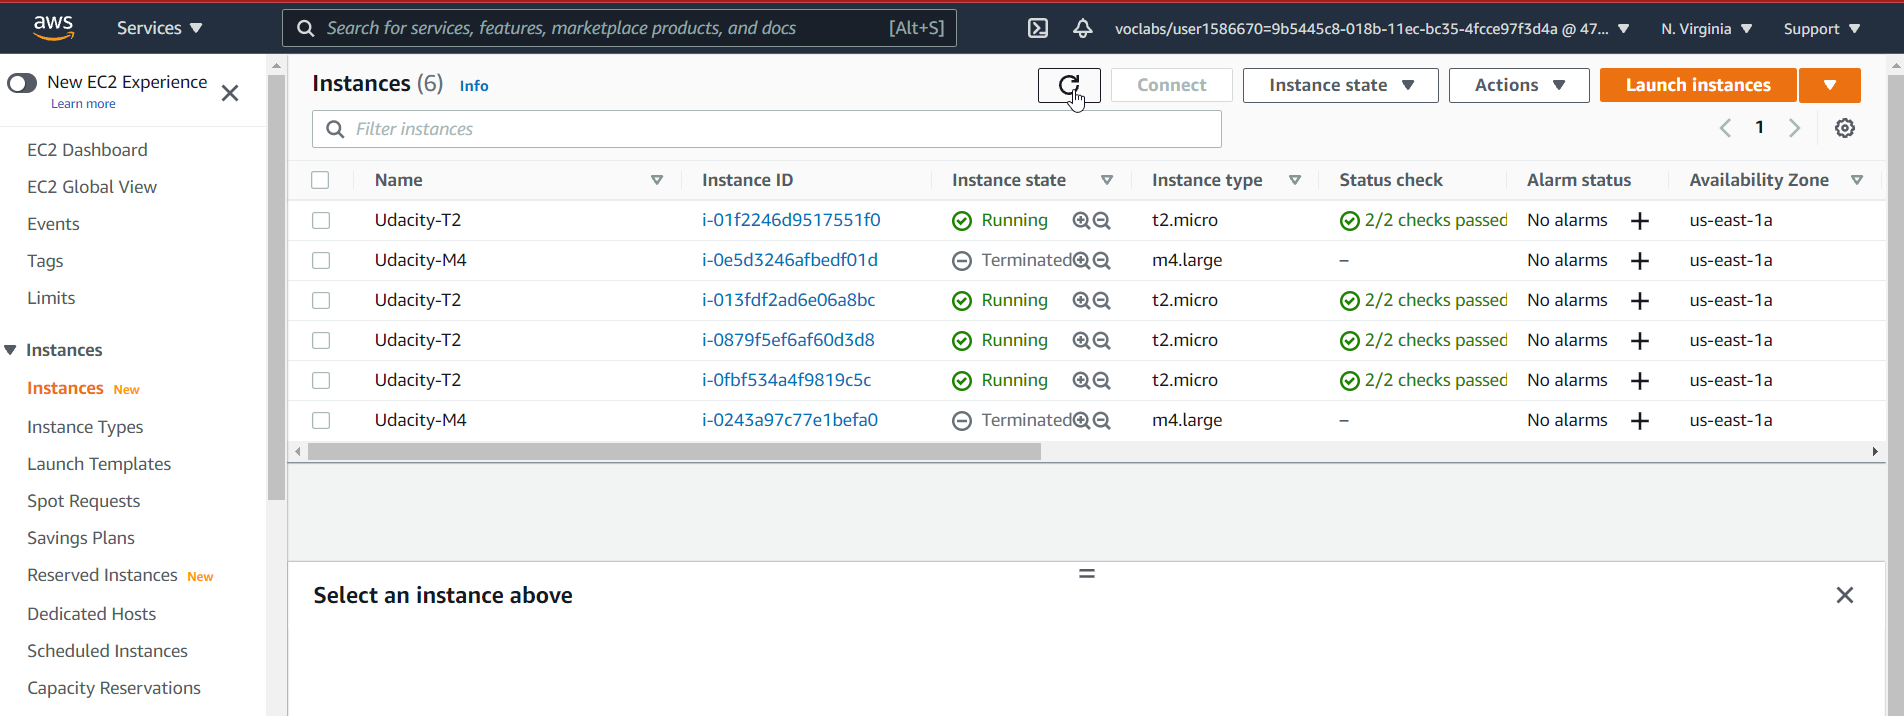 aws
Services
Search for services, features, marketplace products, and docs [Alt+S]
voclabs/user1586670=9b5445c8-018b-11ec-bc35-4fcce97f3d4a @ 47...
N. Virginia
Support
New EC2 Experience
Learn more
EC2 Dashboard
EC2 Global View
Events
Tags
Limits
Instances
Instances New
Instance Types
Launch Templates
Spot Requests
Savings Plans
Reserved Instances New
Dedicated Hosts
Scheduled Instances
Capacity Reservations
Instances (6) Info
Connect
Instance state
Actions
Launch instances
Filter instances
1
Name Instance ID Instance state Instance type Status check Alarm status Availability Zone
Udacity-T2 i-01f2246d9517551f0 Running t2.micro 2/2 checks passed No alarms + us-east-1a
Udacity-M4 i-0e5d3246afbedf01d Terminated m4.large – No alarms + us-east-1a
Udacity-T2 i-013fdf2ad6e06a8bc Running t2.micro 2/2 checks passed No alarms + us-east-1a
Udacity-T2 i-0879f5ef6af60d3d8 Running t2.micro 2/2 checks passed No alarms + us-east-1a
Udacity-T2 i-0fbf534a4f9819c5c Running t2.micro 2/2 checks passed No alarms + us-east-1a
Udacity-M4 i-0243a97c77e1befa0 Terminated m4.large – No alarms + us-east-1a
Select an instance above